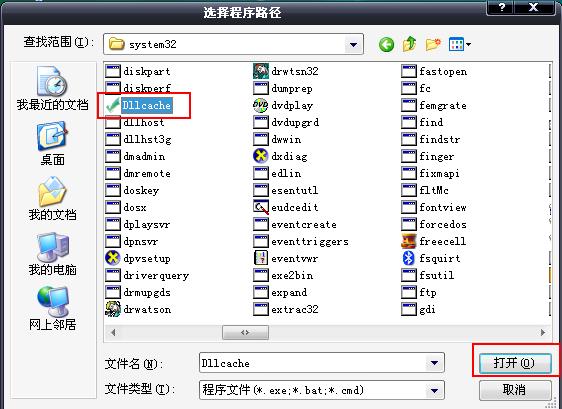 选择程序路径
查找范围(I):
system32
我最近的文档
桌面
我的文档
我的电脑
网上邻居
diskpart
diskperf
Dllcache
dllhost
dllhst3g
dmadmin
dmremote
doskey
dosx
dplaysvr
dpnsvr
dpvsetup
driverquery
drmupgds
drwatson
drwtsn32
dumprep
dvdplay
dvdupgrd
dwwin
dxdiag
edlin
esentutl
eudcedit
eventcreate
eventtriggers
eventvwr
exe2bin
expand
extrac32
fastopen
fc
femgrate
find
findstr
finger
fixmapi
fltMc
fontview
forcedos
freecell
fsquirt
fsutil
ftp
gdi
文件名(N):
Dllcache
打开(O)
文件类型(T):
程序文件(*.exe;*.bat;*.cmd)
取消